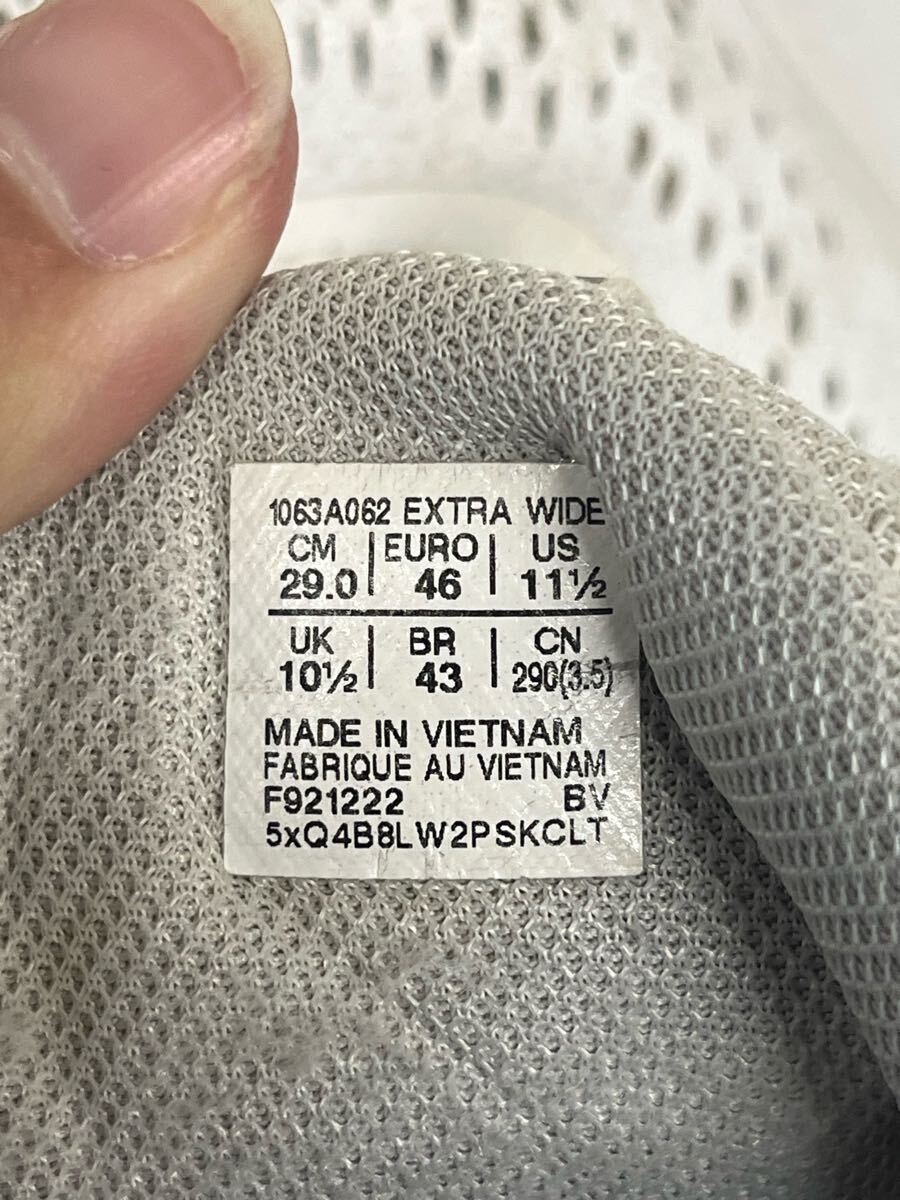 1063A062 EXTRA WIDE
CM | EURO | US
29.0 | 46 | 11½
UK | BR | CN
10½ | 43 | 290(3.5)
MADE IN VIETNAM
FABRIQUE AU VIETNAM
F921222 BV
5xQ4B8LW2PSKCLT